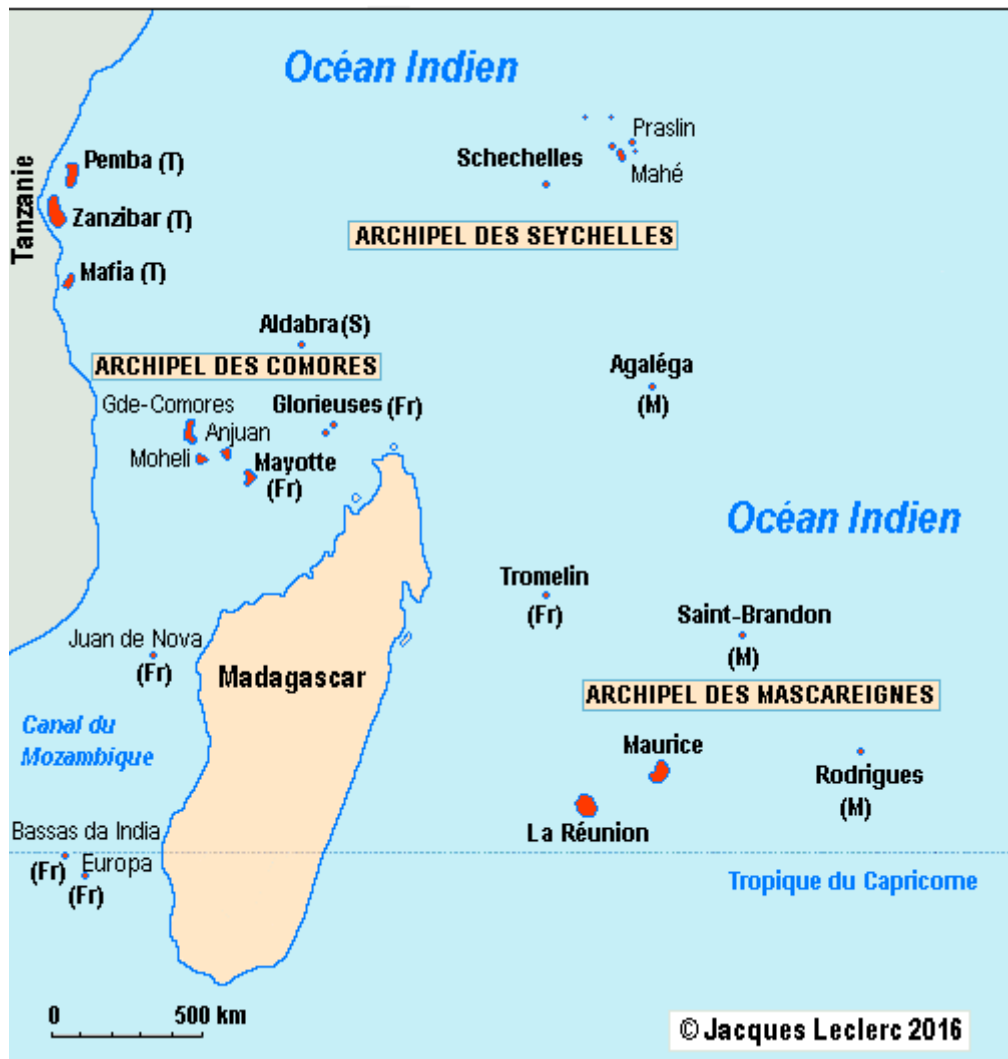 Océan Indien
Praslin
Schechelles
Mahé
Tanzanie
Pemba (T)
Zanzibar (T)
ARCHIPEL DES SEYCHELLES
Mafia (T)
Aldabra (S)
ARCHIPEL DES COMORES
Agaléga
(M)
Gde-Comores
Glorieuses (Fr)
Anjuan
Moheli
Mayotte
(Fr)
Océan Indien
Tromelin
(Fr)
Saint-Brandon
(M)
Juan de Nova
(Fr)
Madagascar
ARCHIPEL DES MASCAREIGNES
Canal du
Mozambique
Maurice
Rodrigues
(M)
La Réunion
Bassas da India
(Fr)
Europa
(Fr)
Tropique du Capricorne
0 500 km
© Jacques Leclerc 2016